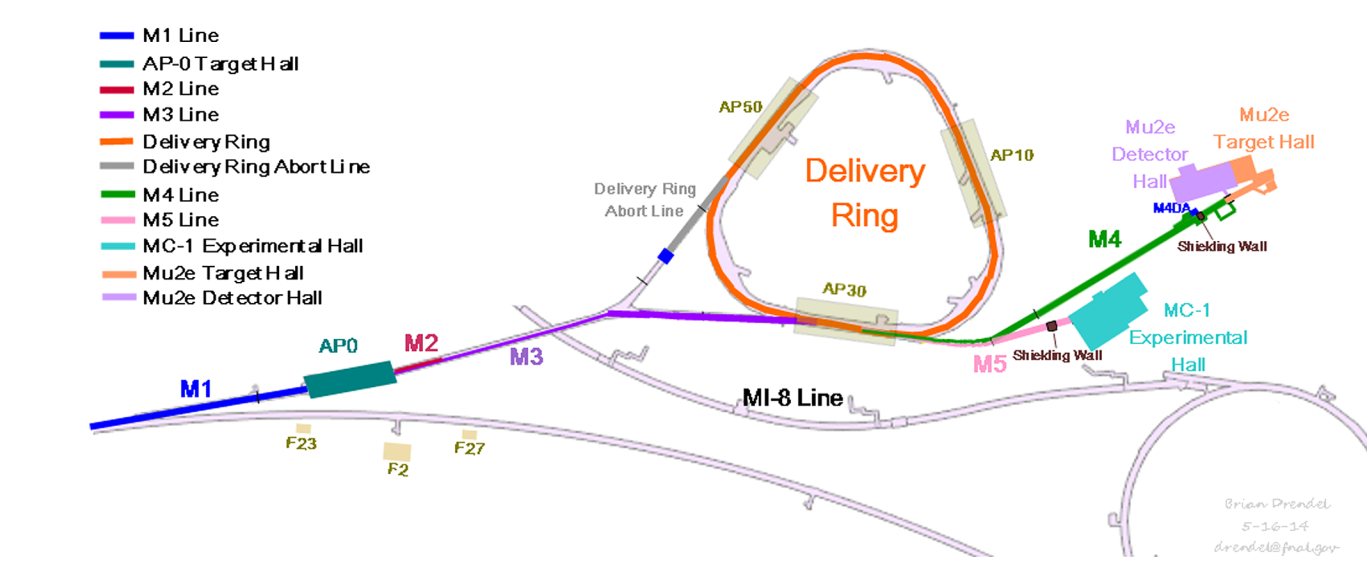 M1 Line
AP-0 Target Hall
M2 Line
M3 Line
Delivery Ring
Delivery Ring Abort Line
M4 Line
M5 Line
MC-1 Experimental Hall
Mu2e Target Hall
Mu2e Detector Hall
AP50
AP10
Delivery
Ring
Delivery Ring
Abort Line
Mu2e
Detector
Hall
Mu2e
Target Hall
M4DA
Shielding Wall
M4
AP30
MC-1
Experimental
Hall
Shielding Wall
M5
AP0
M2
M3
M1
MI-8 Line
F23
F2
F27
Brian Drendel
5-16-14
drendel@fnal.gov